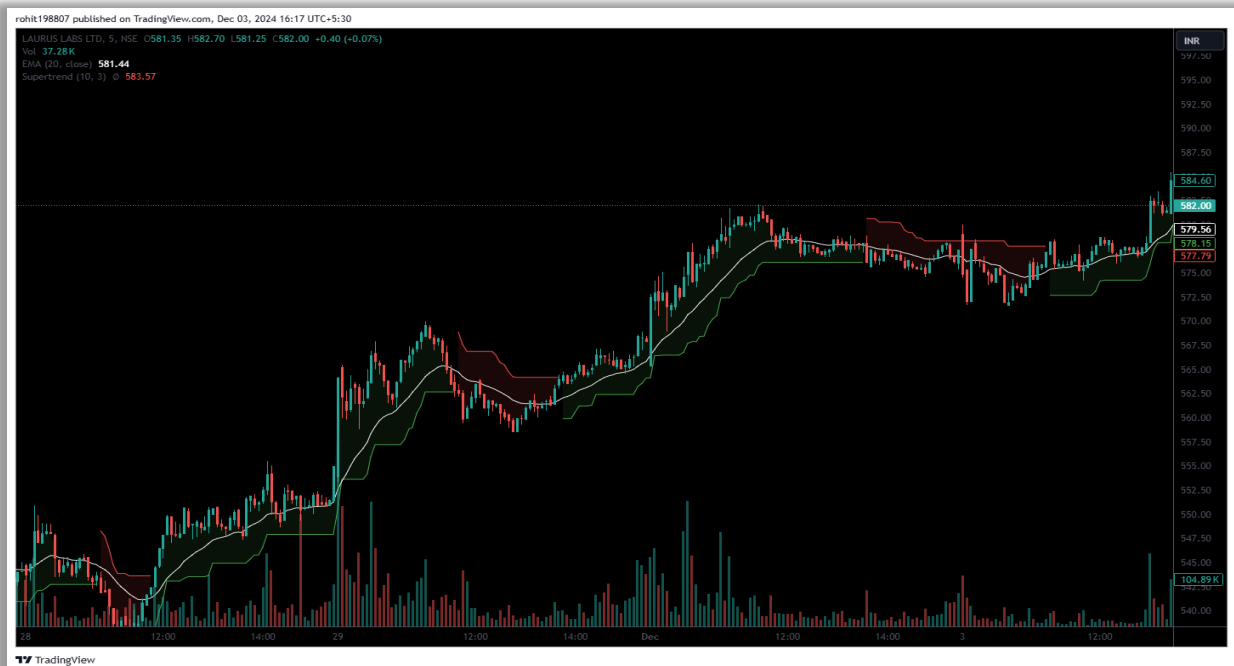 rohit198807 published on TradingView.com, Dec 03, 2024 16:17 UTC+5:30
LAURUS LABS LTD, 5, NSE O581.35 H582.70 L581.25 C582.00 +0.40 (+0.07%)
Vol 37.28K
EMA (20, close) 581.44
Supertrend (10, 3) ∅ 583.57
INR
597.50
595.00
592.50
590.00
587.50
584.60
582.00
579.56
578.15
577.79
575.00
572.50
570.00
567.50
565.00
562.50
560.00
557.50
555.00
552.50
550.00
547.50
545.00
104.89K
542.50
540.00
28 12:00 14:00 29 12:00 14:00 Dec 12:00 14:00 3 12:00
TradingView